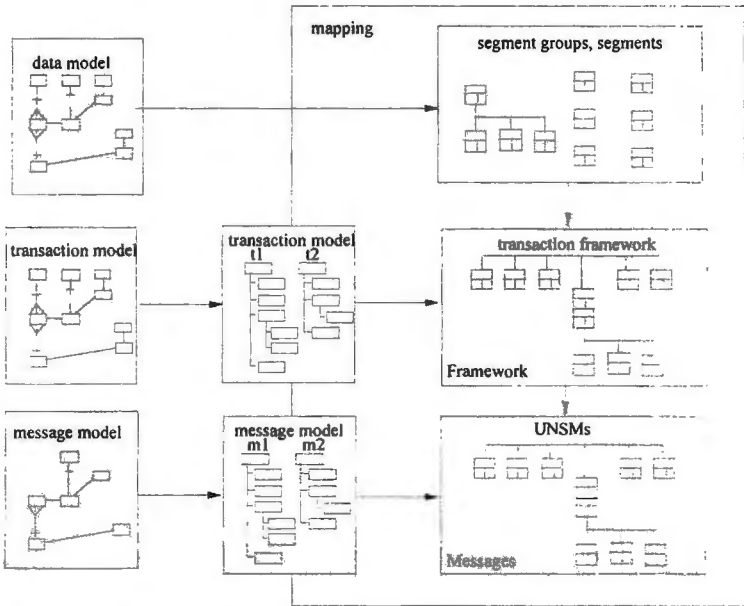 mapping
data model
segment groups, segments
transaction model
transaction model
t1 t2
transaction framework
Framework
message model
message model
m1 m2
UNSMs
Messages